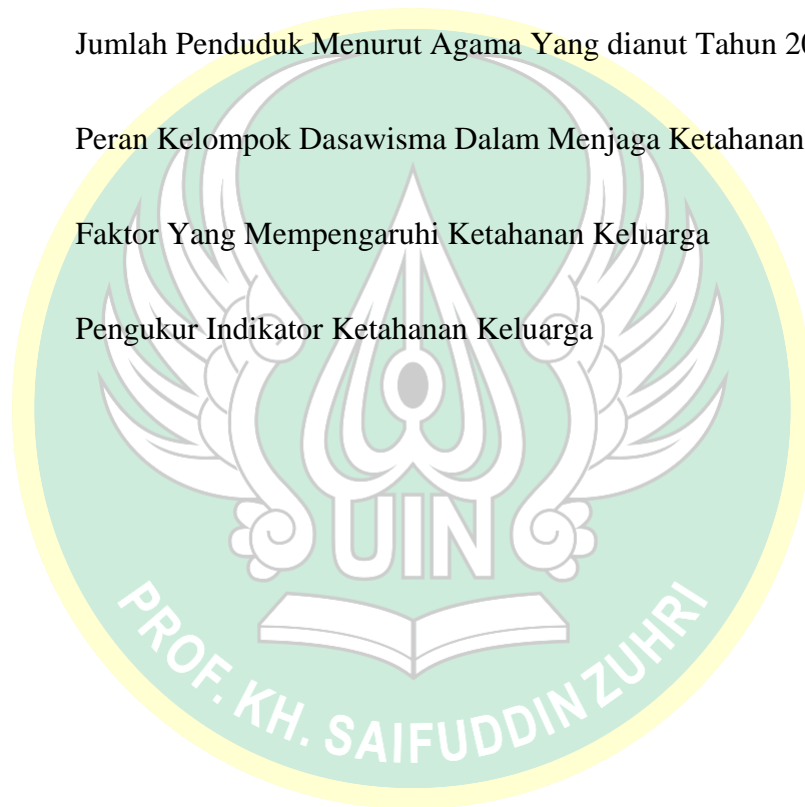 Jumlah Penduduk Menurut Agama Yang dianut Tahun 20
Peran Kelompok Dasawisma Dalam Menjaga Ketahanan
Faktor Yang Mempengaruhi Ketahanan Keluarga
Pengukur Indikator Ketahanan Keluarga
UIN
PROF. KH. SAIFUDDIN ZUHRI